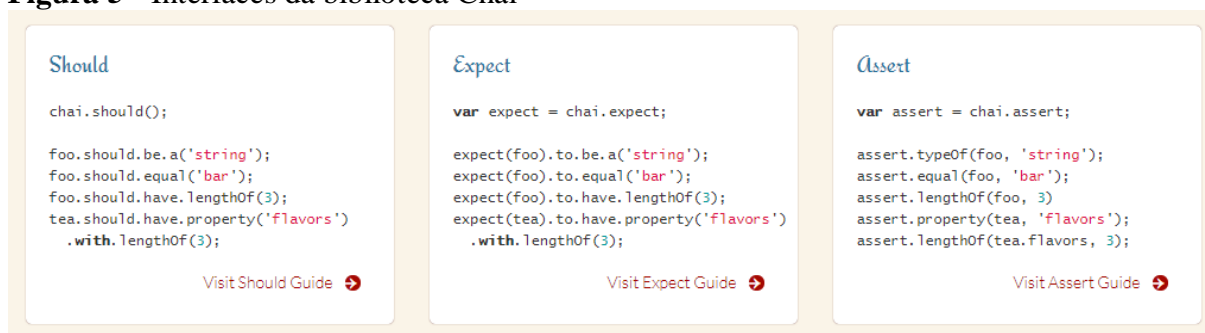 Figura 3 - Interfaces da biblioteca Chai
Should
chai.should();
foo.should.be.a('string');
foo.should.equal('bar');
foo.should.have.lengthOf(3);
tea.should.have.property('flavors')
.with.lengthOf(3);
Visit Should Guide
Expect
var expect = chai.expect;
expect(foo).to.be.a('string');
expect(foo).to.equal('bar');
expect(foo).to.have.lengthOf(3);
expect(tea).to.have.property('flavors')
.with.lengthOf(3);
Visit Expect Guide
Assert
var assert = chai.assert;
assert.typeOf(foo, 'string');
assert.equal(foo, 'bar');
assert.lengthOf(foo, 3)
assert.property(tea, 'flavors');
assert.lengthOf(tea.flavors, 3);
Visit Assert Guide